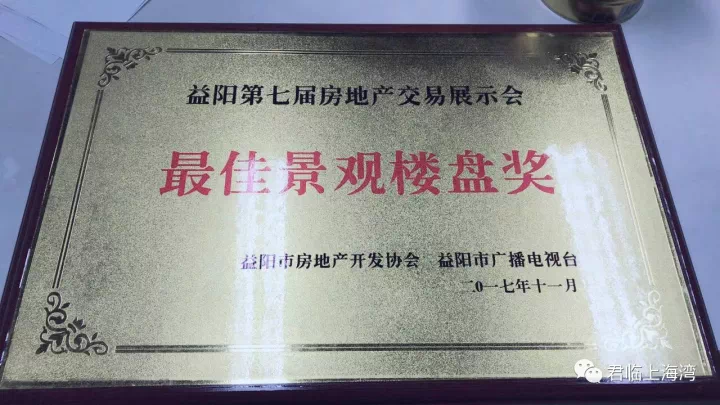 益阳第七届房地产交易展示会
最佳景观楼盘奖
益阳市房地产开发协会 益阳市广播电视台
二0一七年十一月
君临上海湾